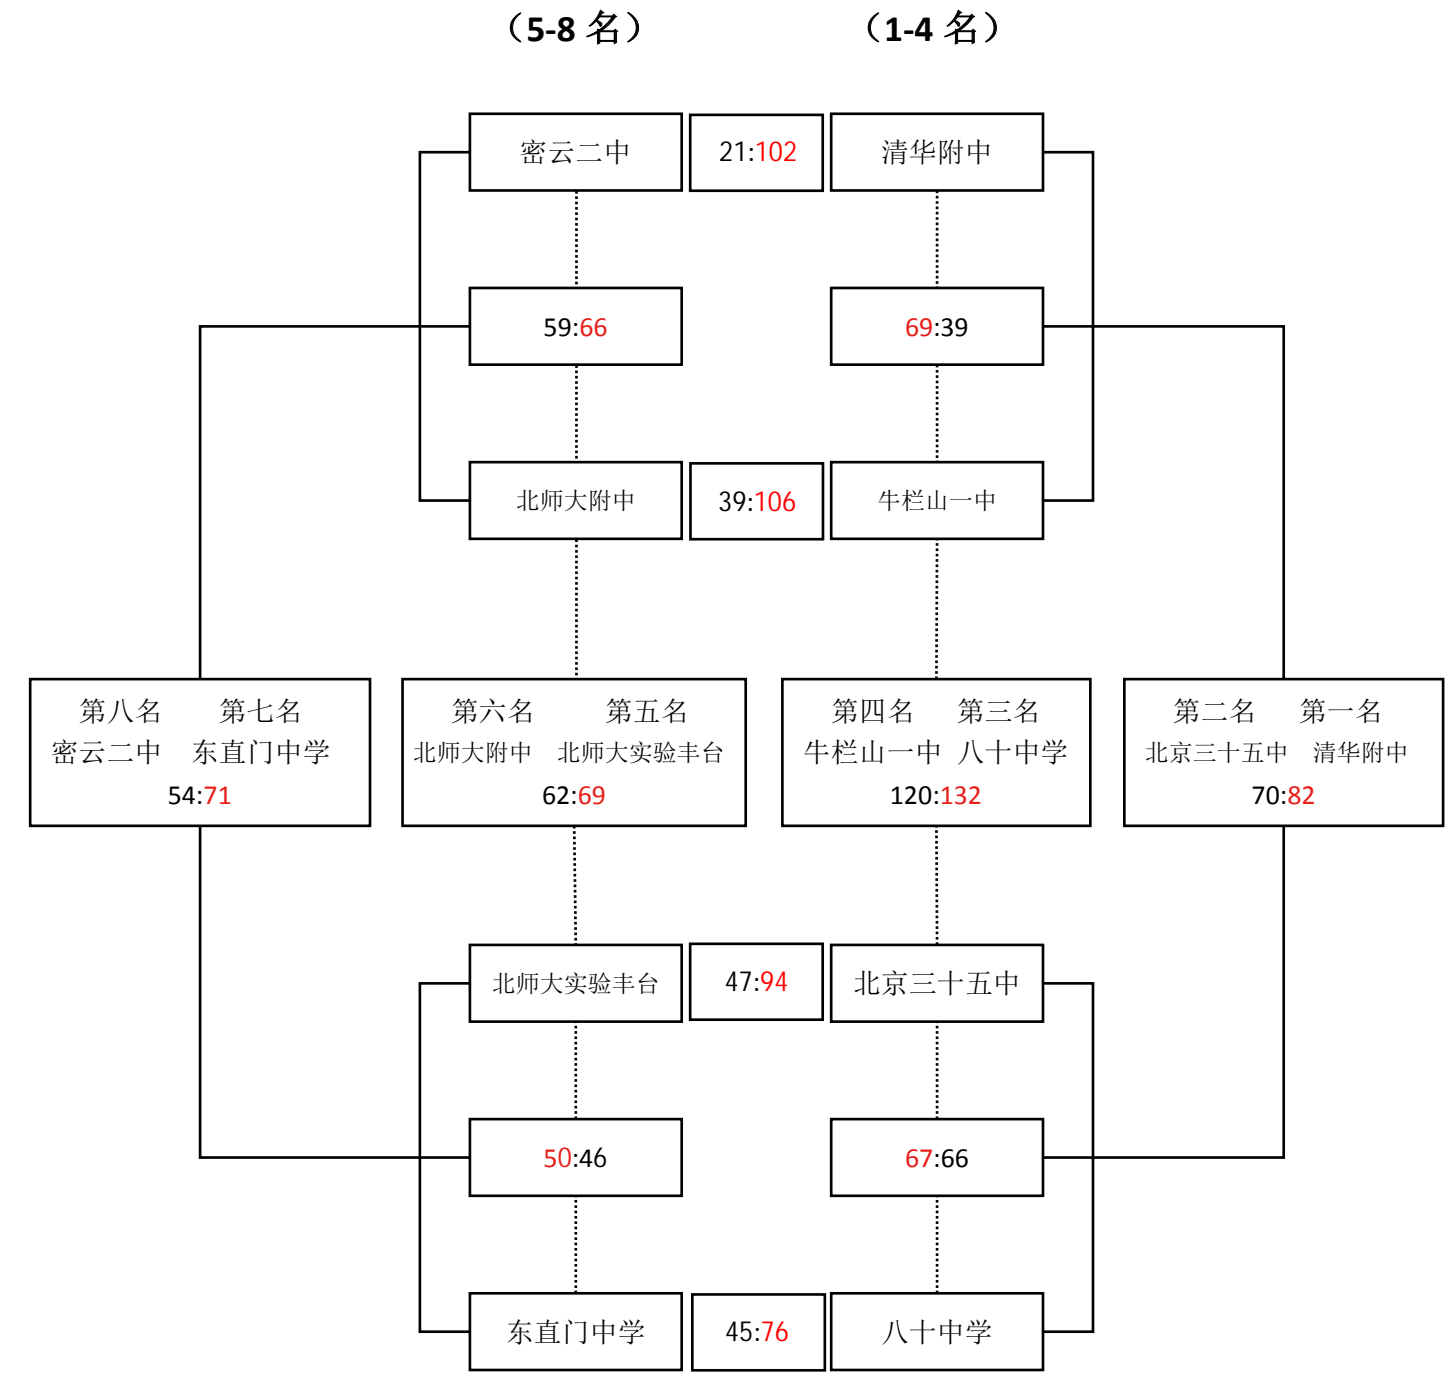 （5-8 名） （1-4 名）
密云二中 21:102 清华附中
59:66 69:39
北师大附中 39:106 牛栏山一中
第八名 第七名 第六名 第五名 第四名 第三名 第二名 第一名
密云二中 东直门中学 北师大附中 北师大实验丰台 牛栏山一中 八十中学 北京三十五中 清华附中
54:71 62:69 120:132 70:82
北师大实验丰台 47:94 北京三十五中
50:46 67:66
东直门中学 45:76 八十中学